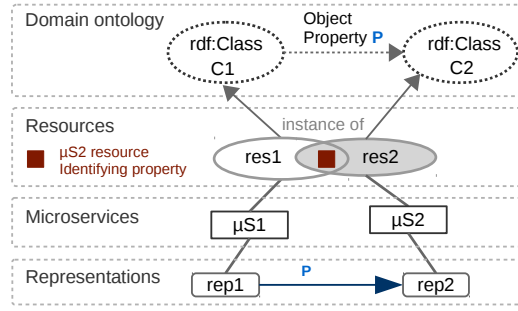 Domain ontology
Object
Property P
rdf:Class
C1
rdf:Class
C2
Resources
instance of
µS2 resource
Identifying property
res1
res2
Microservices
µS1
µS2
Representations
P
rep1
rep2